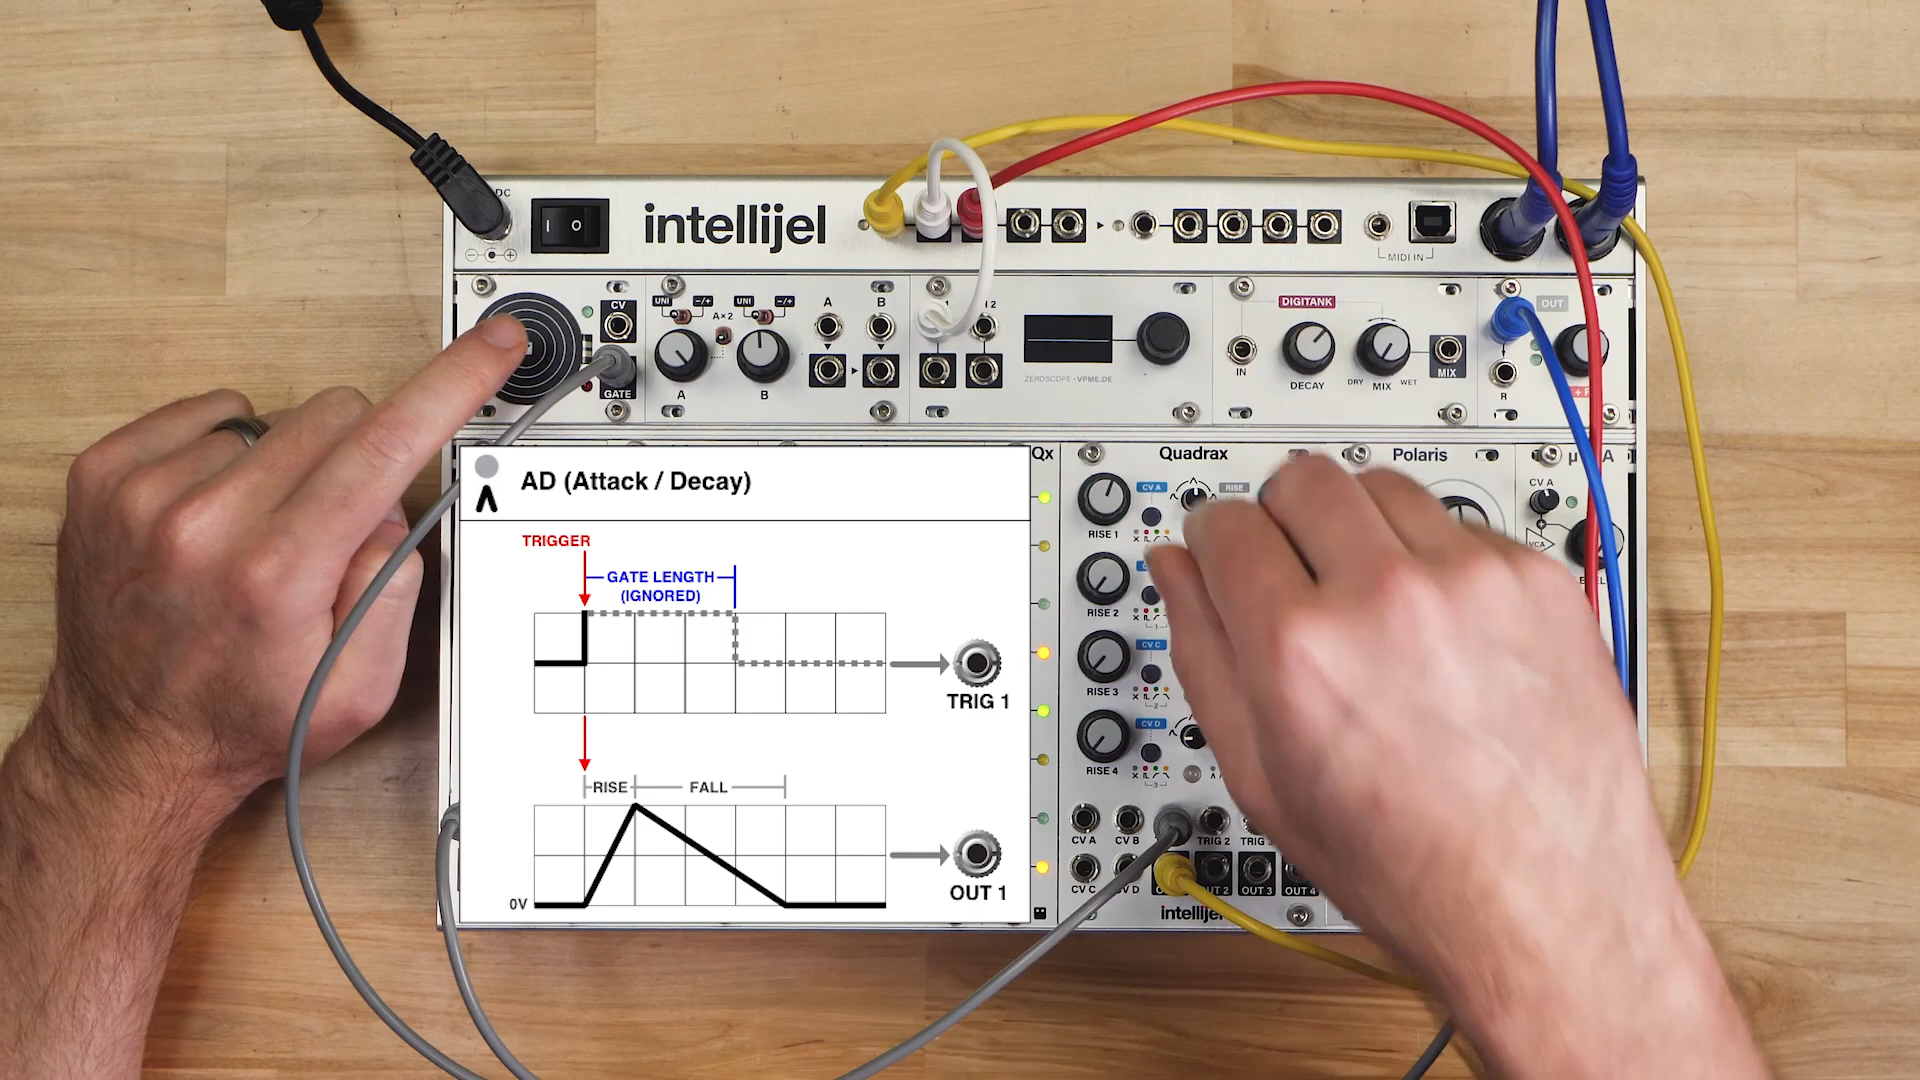 DC
intellijel
MIDI IN
CV
GATE
UNI
-/+
A×2
UNI
-/+
A
B
A
B
ZEROSCOPE · VPME.DE
DIGITANK
IN
DECAY
DRY
MIX
WET
MIX
OUT
R
AD (Attack / Decay)
TRIGGER
GATE LENGTH
(IGNORED)
TRIG 1
RISE
FALL
0V
OUT 1
Qx
Quadrax
CV A
RISE
RISE 1
RISE 2
CV C
RISE 3
CV D
RISE 4
CV A
CV B
TRIG 2
CV C
OUT 3
OUT 4
intellijel
Polaris
CV A
VCA